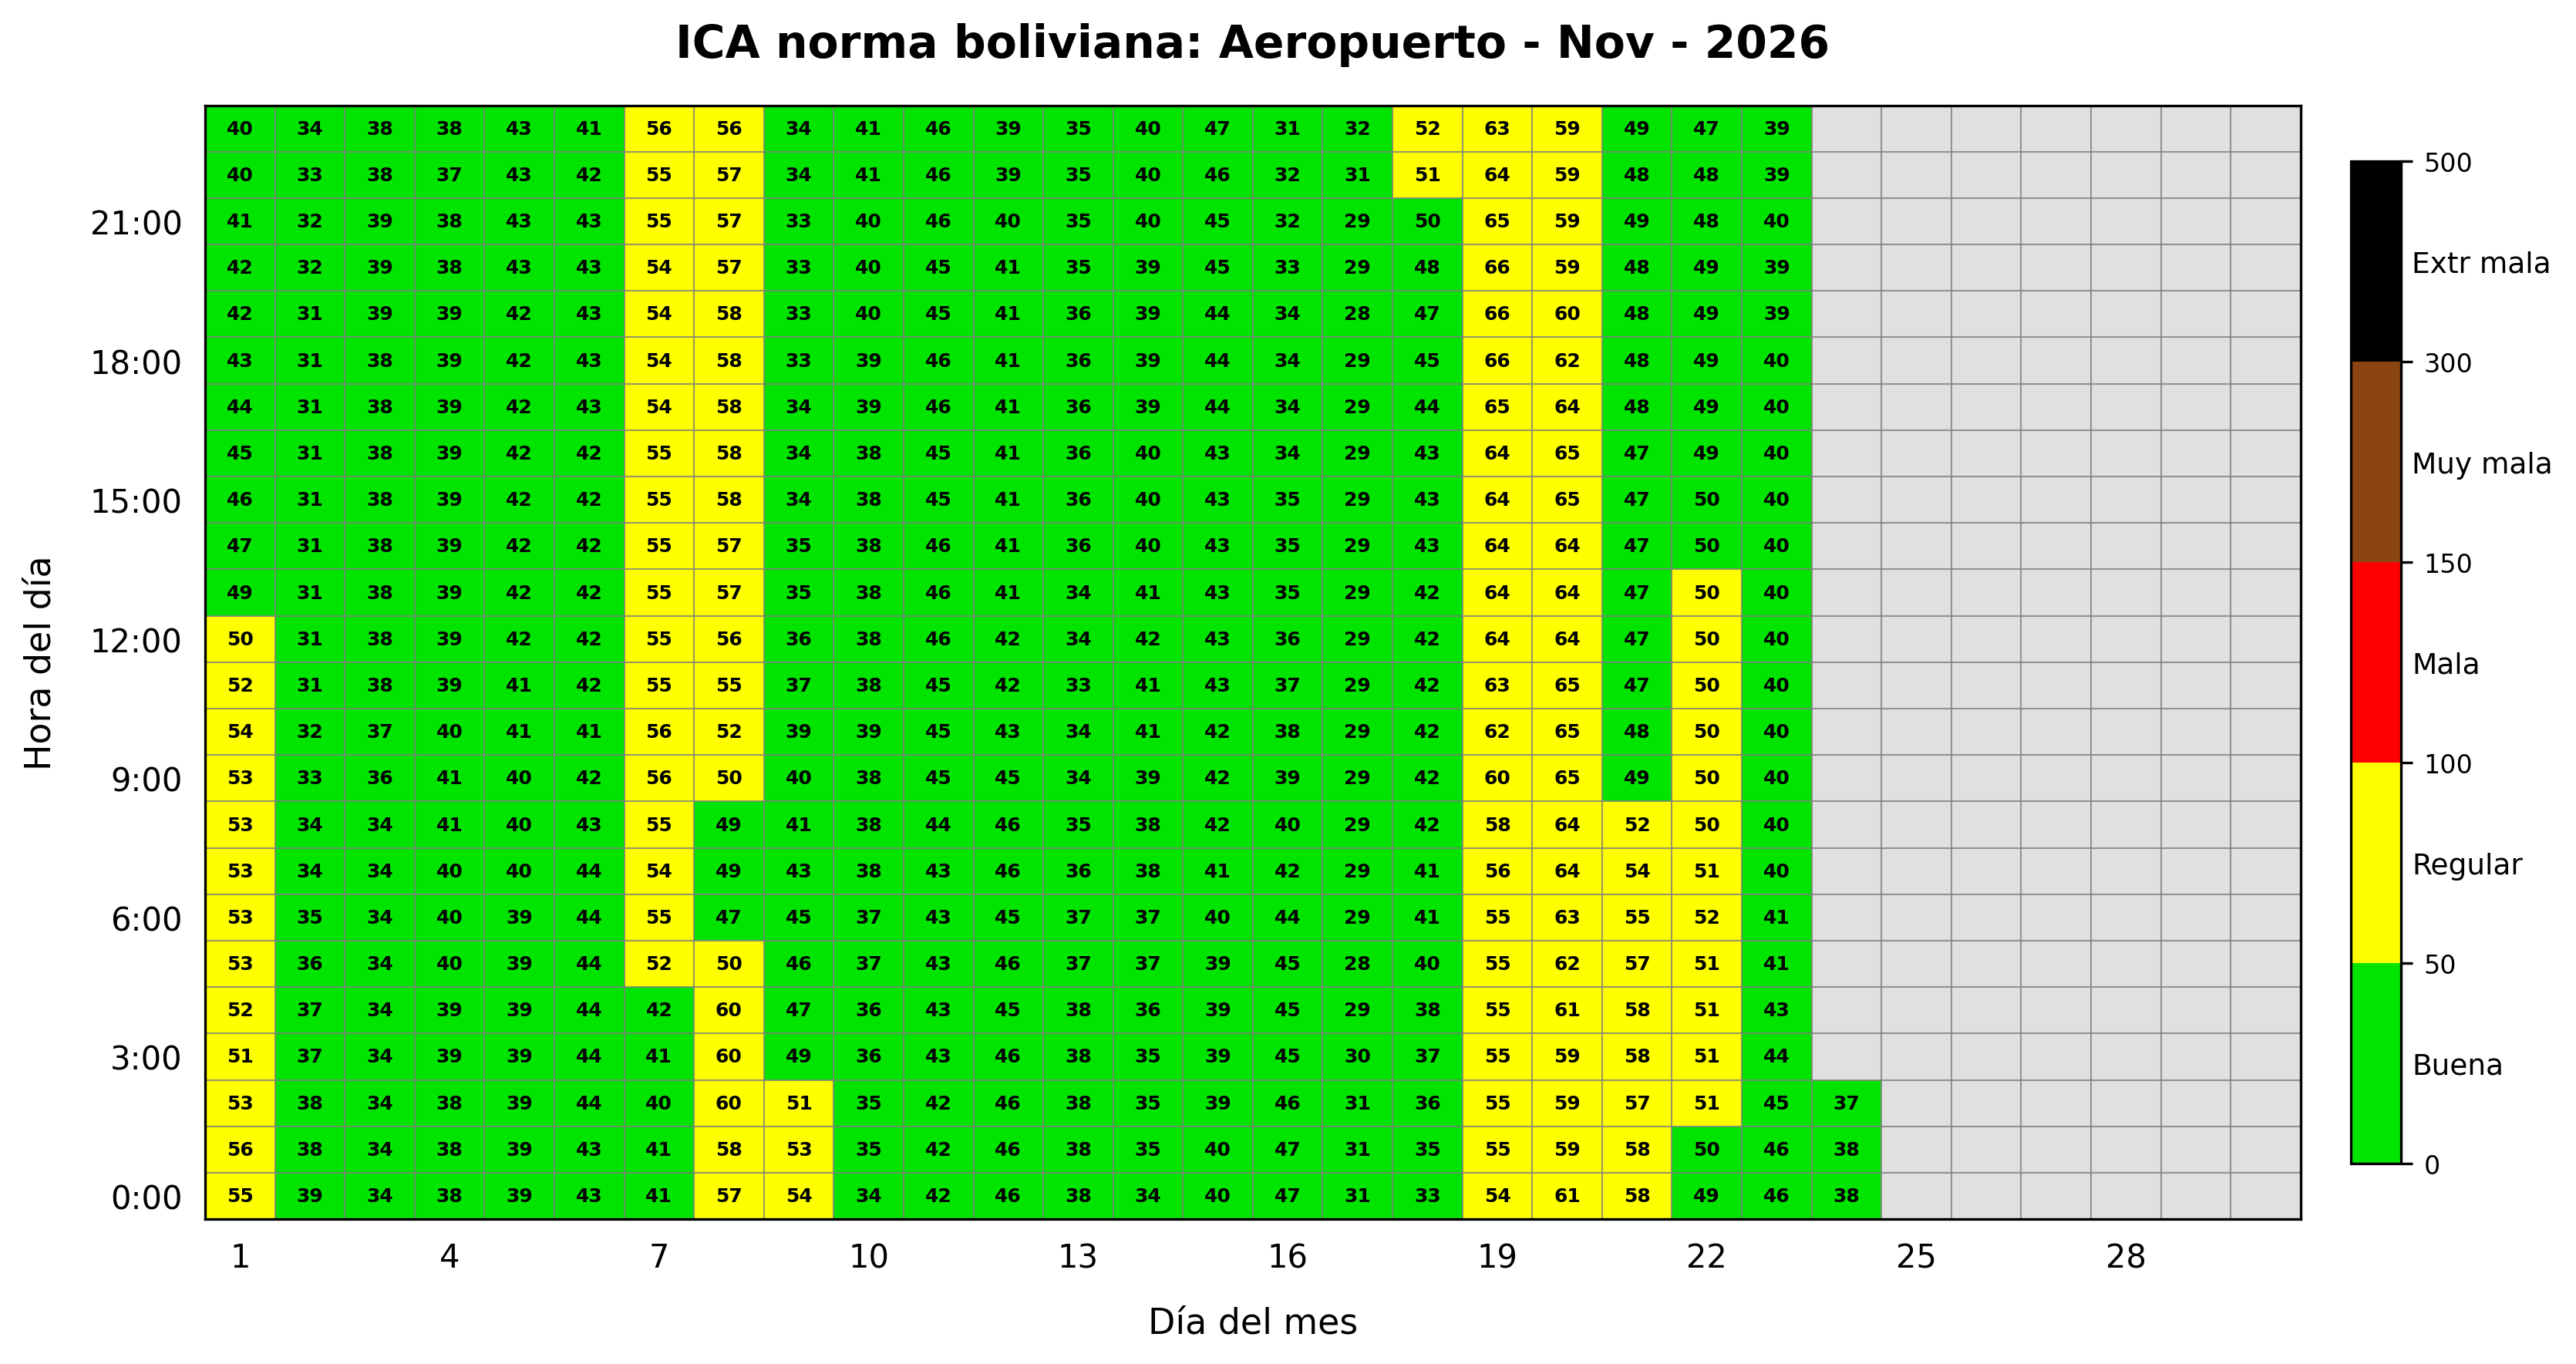 ICA norma boliviana: Aeropuerto - Nov - 2026
40 34 38 38 43 41 56 56 34 41 46 39 35 40 47 31 32 52 63 59 49 47 39
40 33 38 37 43 42 55 57 34 41 46 39 35 40 46 32 31 51 64 59 48 48 39
21:00 41 32 39 38 43 43 55 57 33 40 46 40 35 40 45 32 29 50 65 59 49 48 40
42 32 39 38 43 43 54 57 33 40 45 41 35 39 45 33 29 48 66 59 48 49 39
42 31 39 39 42 43 54 58 33 40 45 41 36 39 44 34 28 47 66 60 48 49 39
18:00 43 31 38 39 42 43 54 58 33 39 46 41 36 39 44 34 29 45 66 62 48 49 40
44 31 38 39 42 43 54 58 34 39 46 41 36 39 44 34 29 44 65 64 48 49 40
45 31 38 39 42 42 55 58 34 38 45 41 36 40 43 34 29 43 64 65 47 49 40
15:00 46 31 38 39 42 42 55 58 34 38 45 41 36 40 43 35 29 43 64 65 47 50 40
47 31 38 39 42 42 55 57 35 38 46 41 36 40 43 35 29 43 64 64 47 50 40
49 31 38 39 42 42 55 57 35 38 46 41 34 41 43 35 29 42 64 64 47 50 40
12:00 50 31 38 39 42 42 55 56 36 38 46 42 34 42 43 36 29 42 64 64 47 50 40
52 31 38 39 41 42 55 55 37 38 45 42 33 41 43 37 29 42 63 65 47 50 40
54 32 37 40 41 41 56 52 39 39 45 43 34 41 42 38 29 42 62 65 48 50 40
9:00 53 33 36 41 40 42 56 50 40 38 45 45 34 39 42 39 29 42 60 65 49 50 40
53 34 34 41 40 43 55 49 41 38 44 46 35 38 42 40 29 42 58 64 52 50 40
53 34 34 40 40 44 54 49 43 38 43 46 36 38 41 42 29 41 56 64 54 51 40
6:00 53 35 34 40 39 44 55 47 45 37 43 45 37 37 40 44 29 41 55 63 55 52 41
53 36 34 40 39 44 52 50 46 37 43 46 37 37 39 45 28 40 55 62 57 51 41
52 37 34 39 39 44 42 60 47 36 43 45 38 36 39 45 29 38 55 61 58 51 43
3:00 51 37 34 39 39 44 41 60 49 36 43 46 38 35 39 45 30 37 55 59 58 51 44
53 38 34 38 39 44 40 60 51 35 42 46 38 35 39 46 31 36 55 59 57 51 45 37
56 38 34 38 39 43 41 58 53 35 42 46 38 35 40 47 31 35 55 59 58 50 46 38
0:00 55 39 34 38 39 43 41 57 54 34 42 46 38 34 40 47 31 33 54 61 58 49 46 38
1 4 7 10 13 16 19 22 25 28
Día del mes
Hora del día
500
Extr mala
300
Muy mala
150
Mala
100
Regular
50
Buena
0